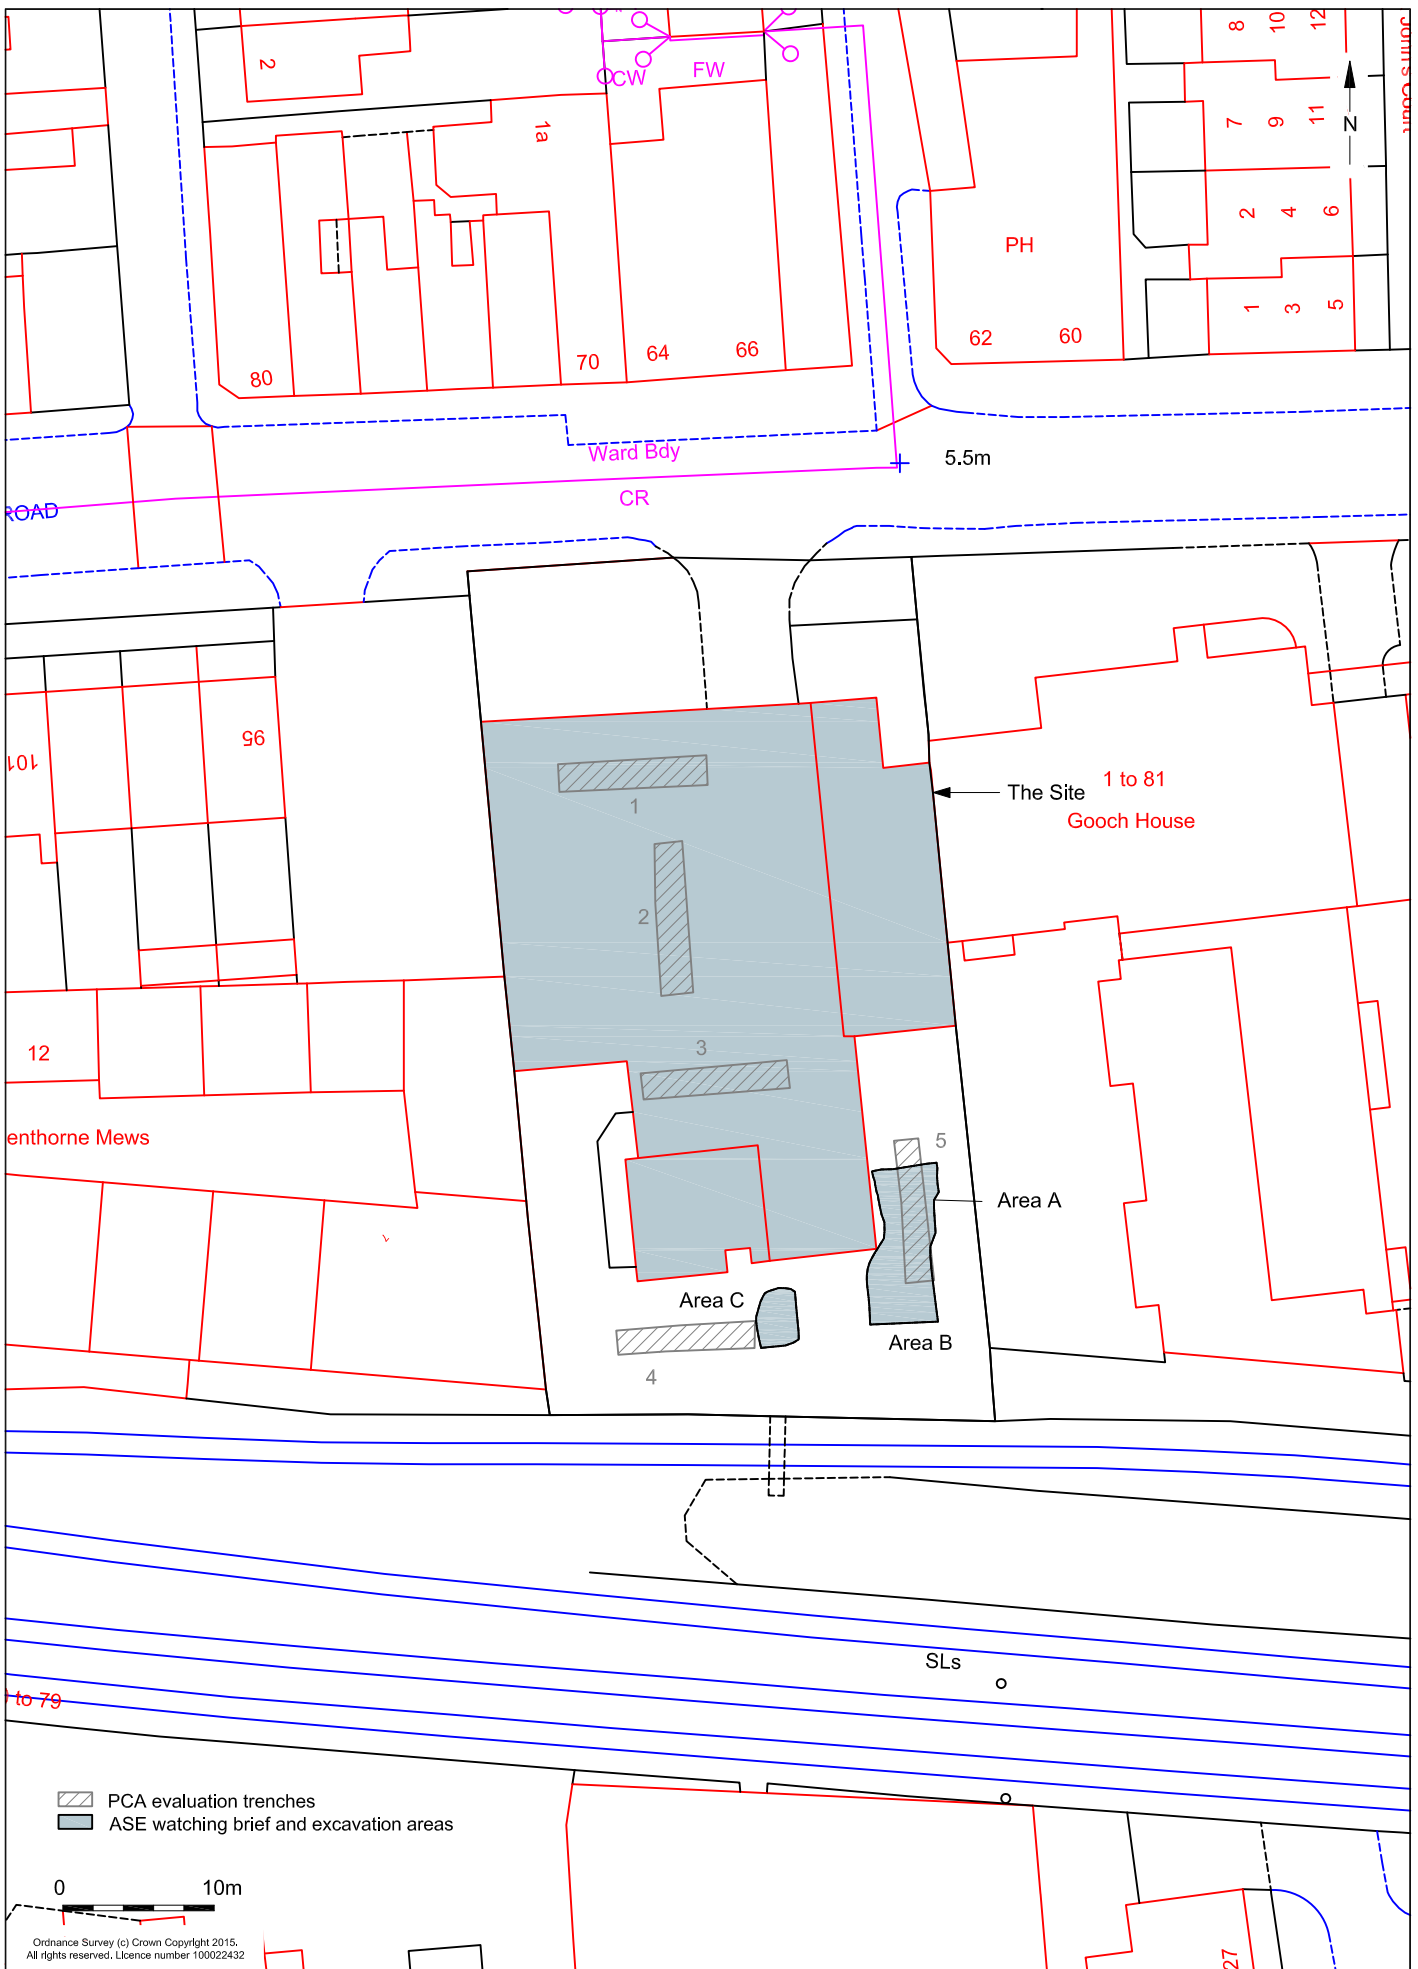 2
1a
CW
FW
8
10
12
John's Court
7
9
11
N
2
4
6
PH
1
3
5
80
70
64
66
62
60
Ward Bdy
5.5m
CR
ROAD
101
95
1
The Site
1 to 81
Gooch House
2
12
3
enthorne Mews
5
Area A
1
Area C
Area B
4
SLs
to 79
PCA evaluation trenches
ASE watching brief and excavation areas
0
10m
Ordnance Survey (c) Crown Copyright 2015.
All rights reserved. Licence number 100022432
27